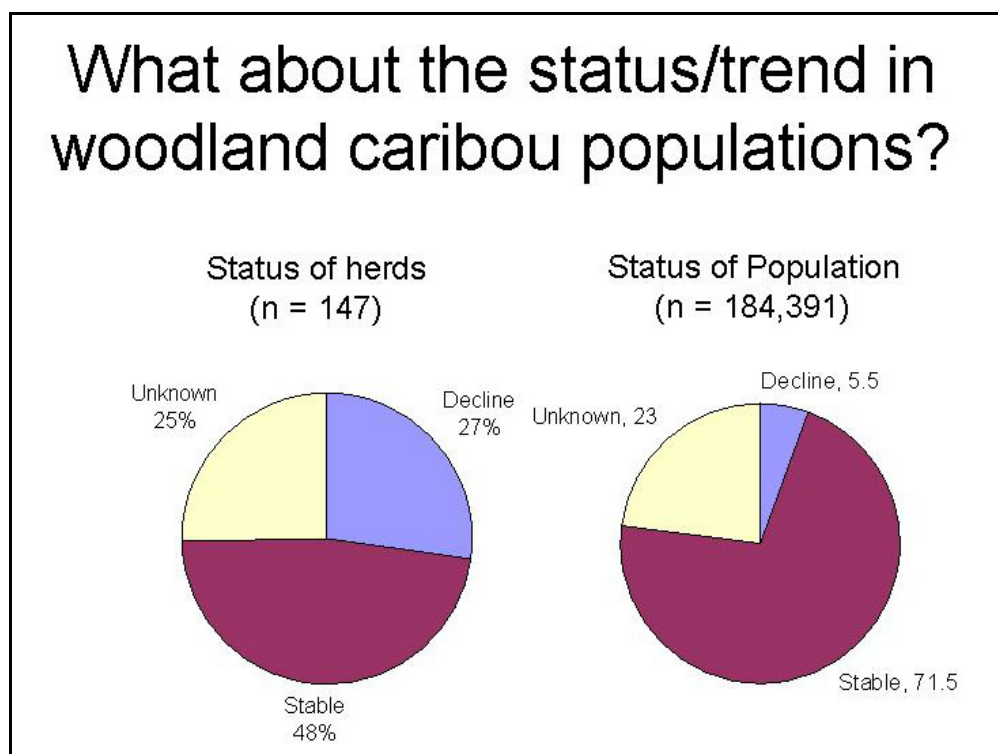 What about the status/trend in
woodland caribou populations?
Status of herds
(n = 147)
Unknown
25%
Decline
27%
Stable
48%
Status of Population
(n = 184,391)
Decline, 5.5
Unknown, 23
Stable, 71.5